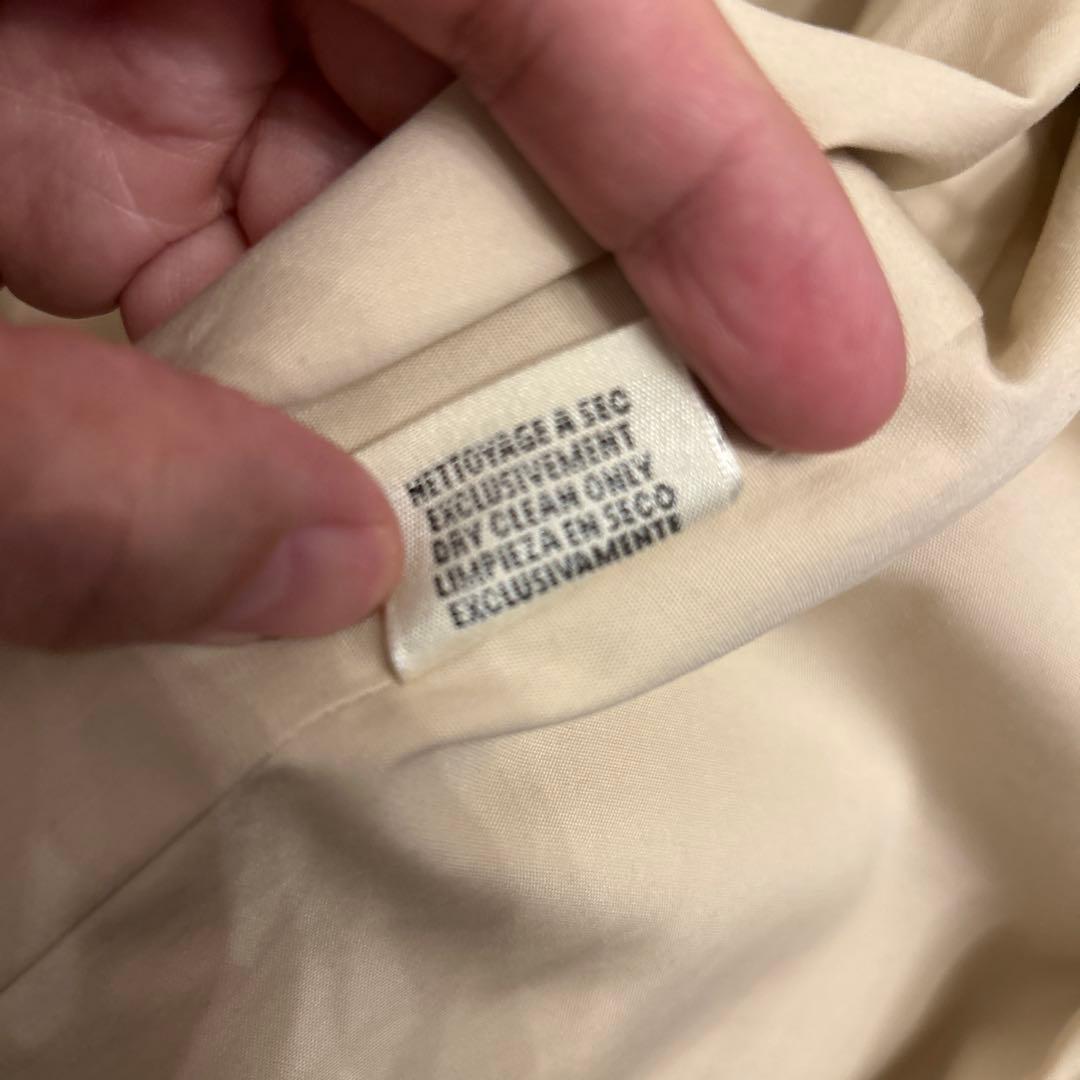 NETTOYAGE A SEC
EXCLUSIVEMENT
DRY CLEAN ONLY
LIMPIEZA EN SECO
EXCLUSIVAMENTE